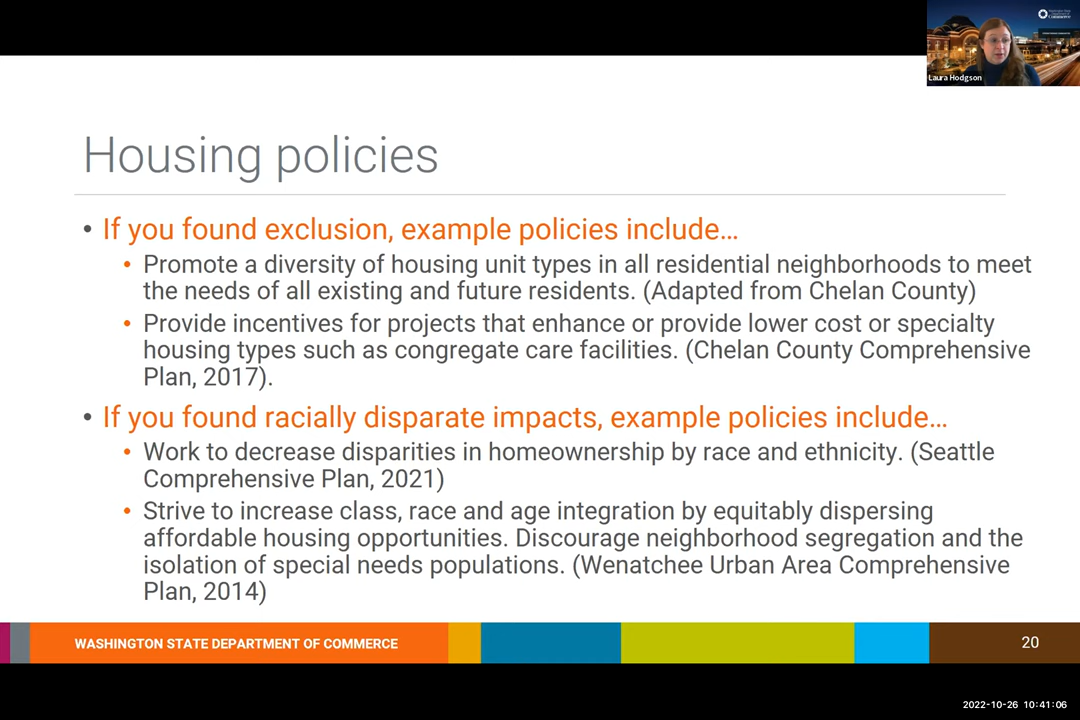 Commerce
Laura Hodgson
Housing policies
• If you found exclusion, example policies include…
• Promote a diversity of housing unit types in all residential neighborhoods to meet
the needs of all existing and future residents. (Adapted from Chelan County)
• Provide incentives for projects that enhance or provide lower cost or specialty
housing types such as congregate care facilities. (Chelan County Comprehensive
Plan, 2017).
• If you found racially disparate impacts, example policies include…
• Work to decrease disparities in homeownership by race and ethnicity. (Seattle
Comprehensive Plan, 2021)
• Strive to increase class, race and age integration by equitably dispersing
affordable housing opportunities. Discourage neighborhood segregation and the
isolation of special needs populations. (Wenatchee Urban Area Comprehensive
Plan, 2014)
WASHINGTON STATE DEPARTMENT OF COMMERCE
20
2022-10-26 10:41:06